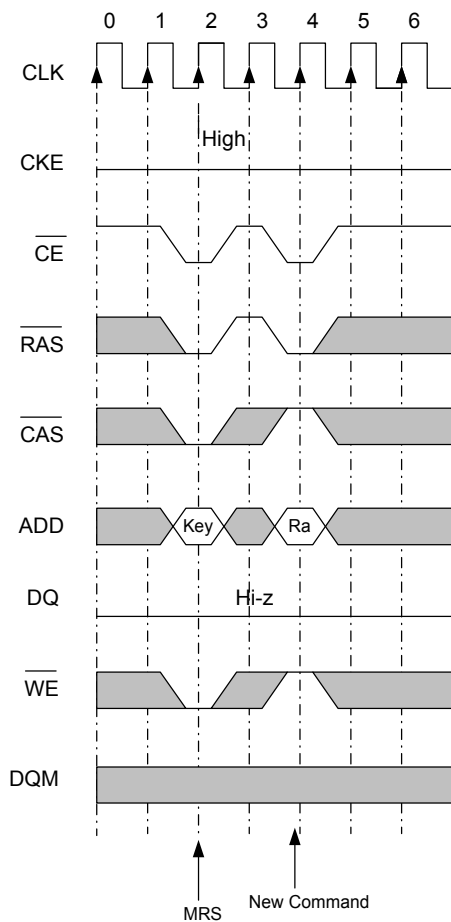 0 1 2 3 4 5 6
CLK
High
CKE
CE
RAS
CAS
ADD Key Ra
DQ Hi-z
WE
DQM
MRS New Command